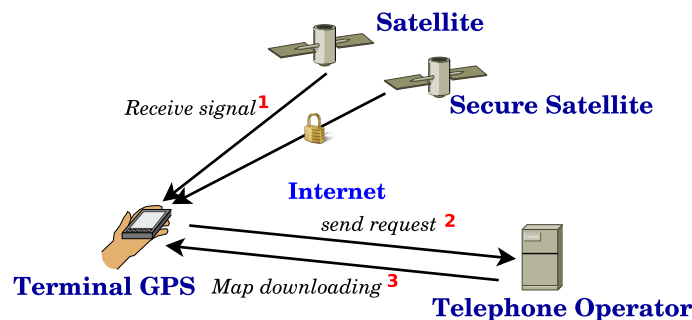 Satellite
Secure Satellite
Receive signal 1
Internet
send request 2
Terminal GPS
Map downloading 3
Telephone Operator